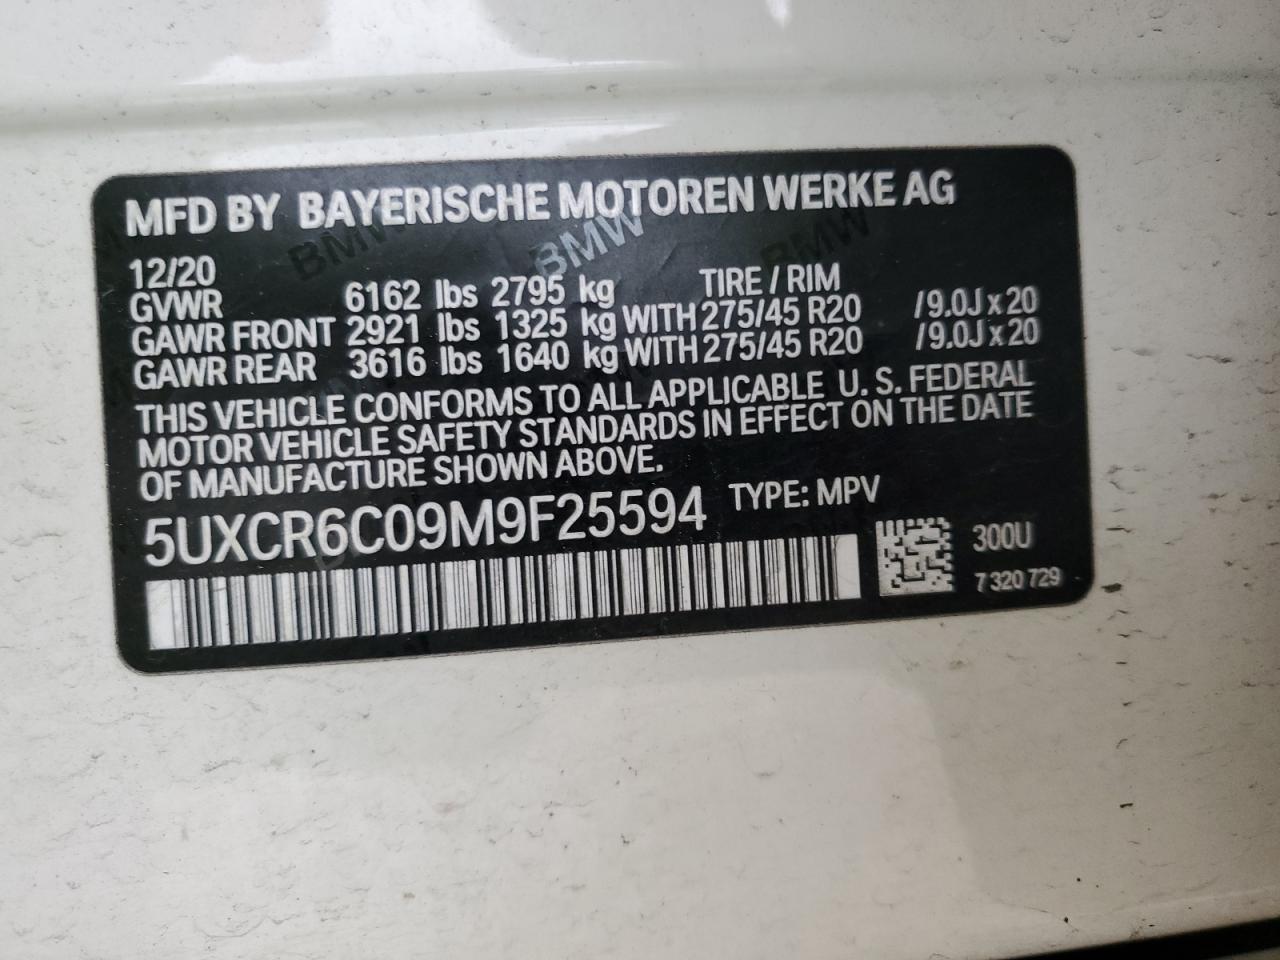 MFD BY BAYERISCHE MOTOREN WERKE AG
12/20
GVWR 6162 lbs 2795 kg TIRE / RIM
GAWR FRONT 2921 lbs 1325 kg WITH 275/45 R20 /9.0J x 20
GAWR REAR 3616 lbs 1640 kg WITH 275/45 R20 /9.0J x 20
THIS VEHICLE CONFORMS TO ALL APPLICABLE U. S. FEDERAL
MOTOR VEHICLE SAFETY STANDARDS IN EFFECT ON THE DATE
OF MANUFACTURE SHOWN ABOVE.
5UXCR6C09M9F25594 TYPE: MPV
300U
7 320 729
BMW
BMW
BMW